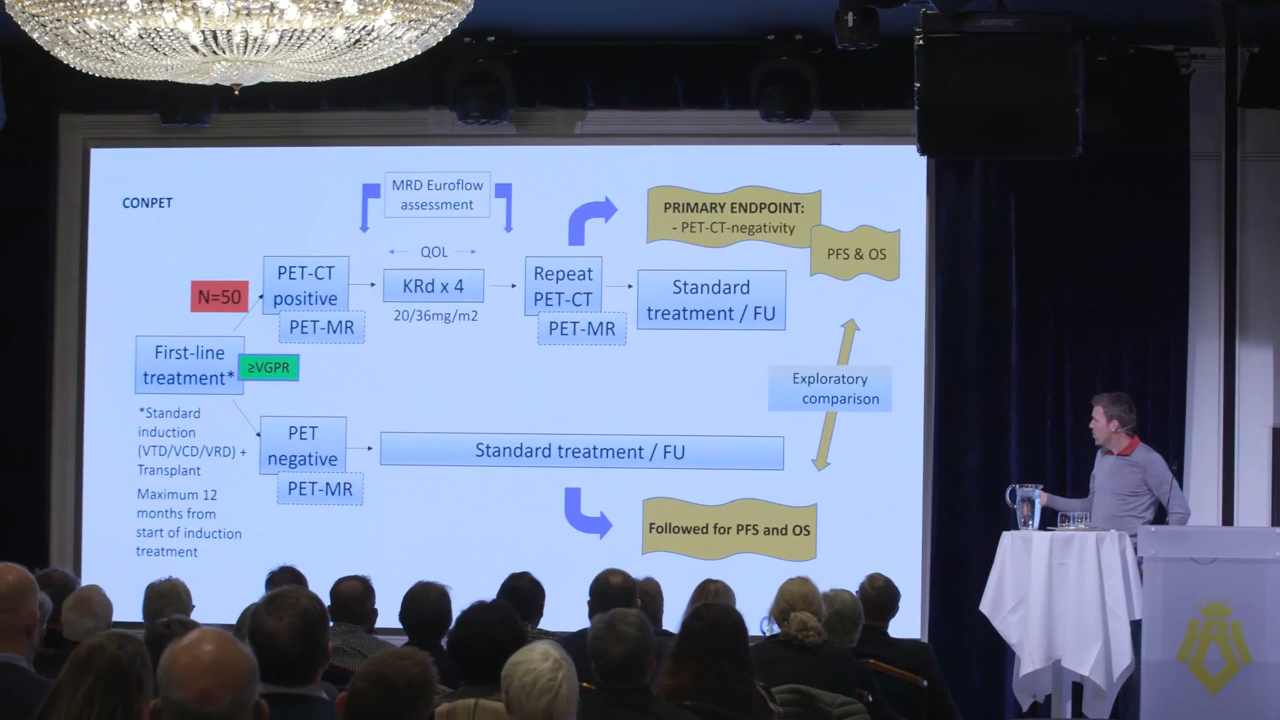 BOSE
CONPET
MRD Euroflow
assessment
PRIMARY ENDPOINT:
- PET-CT-negativity
PFS & OS
QOL
N=50
PET-CT
positive
PET-MR
KRd x 4
20/36mg/m2
Repeat
PET-CT
PET-MR
Standard
treatment / FU
First-line
treatment*
≥VGPR
Exploratory
comparison
*Standard
induction
(VTD/VCD/VRD) +
Transplant
Maximum 12
months from
start of induction
treatment
PET
negative
PET-MR
Standard treatment / FU
Followed for PFS and OS